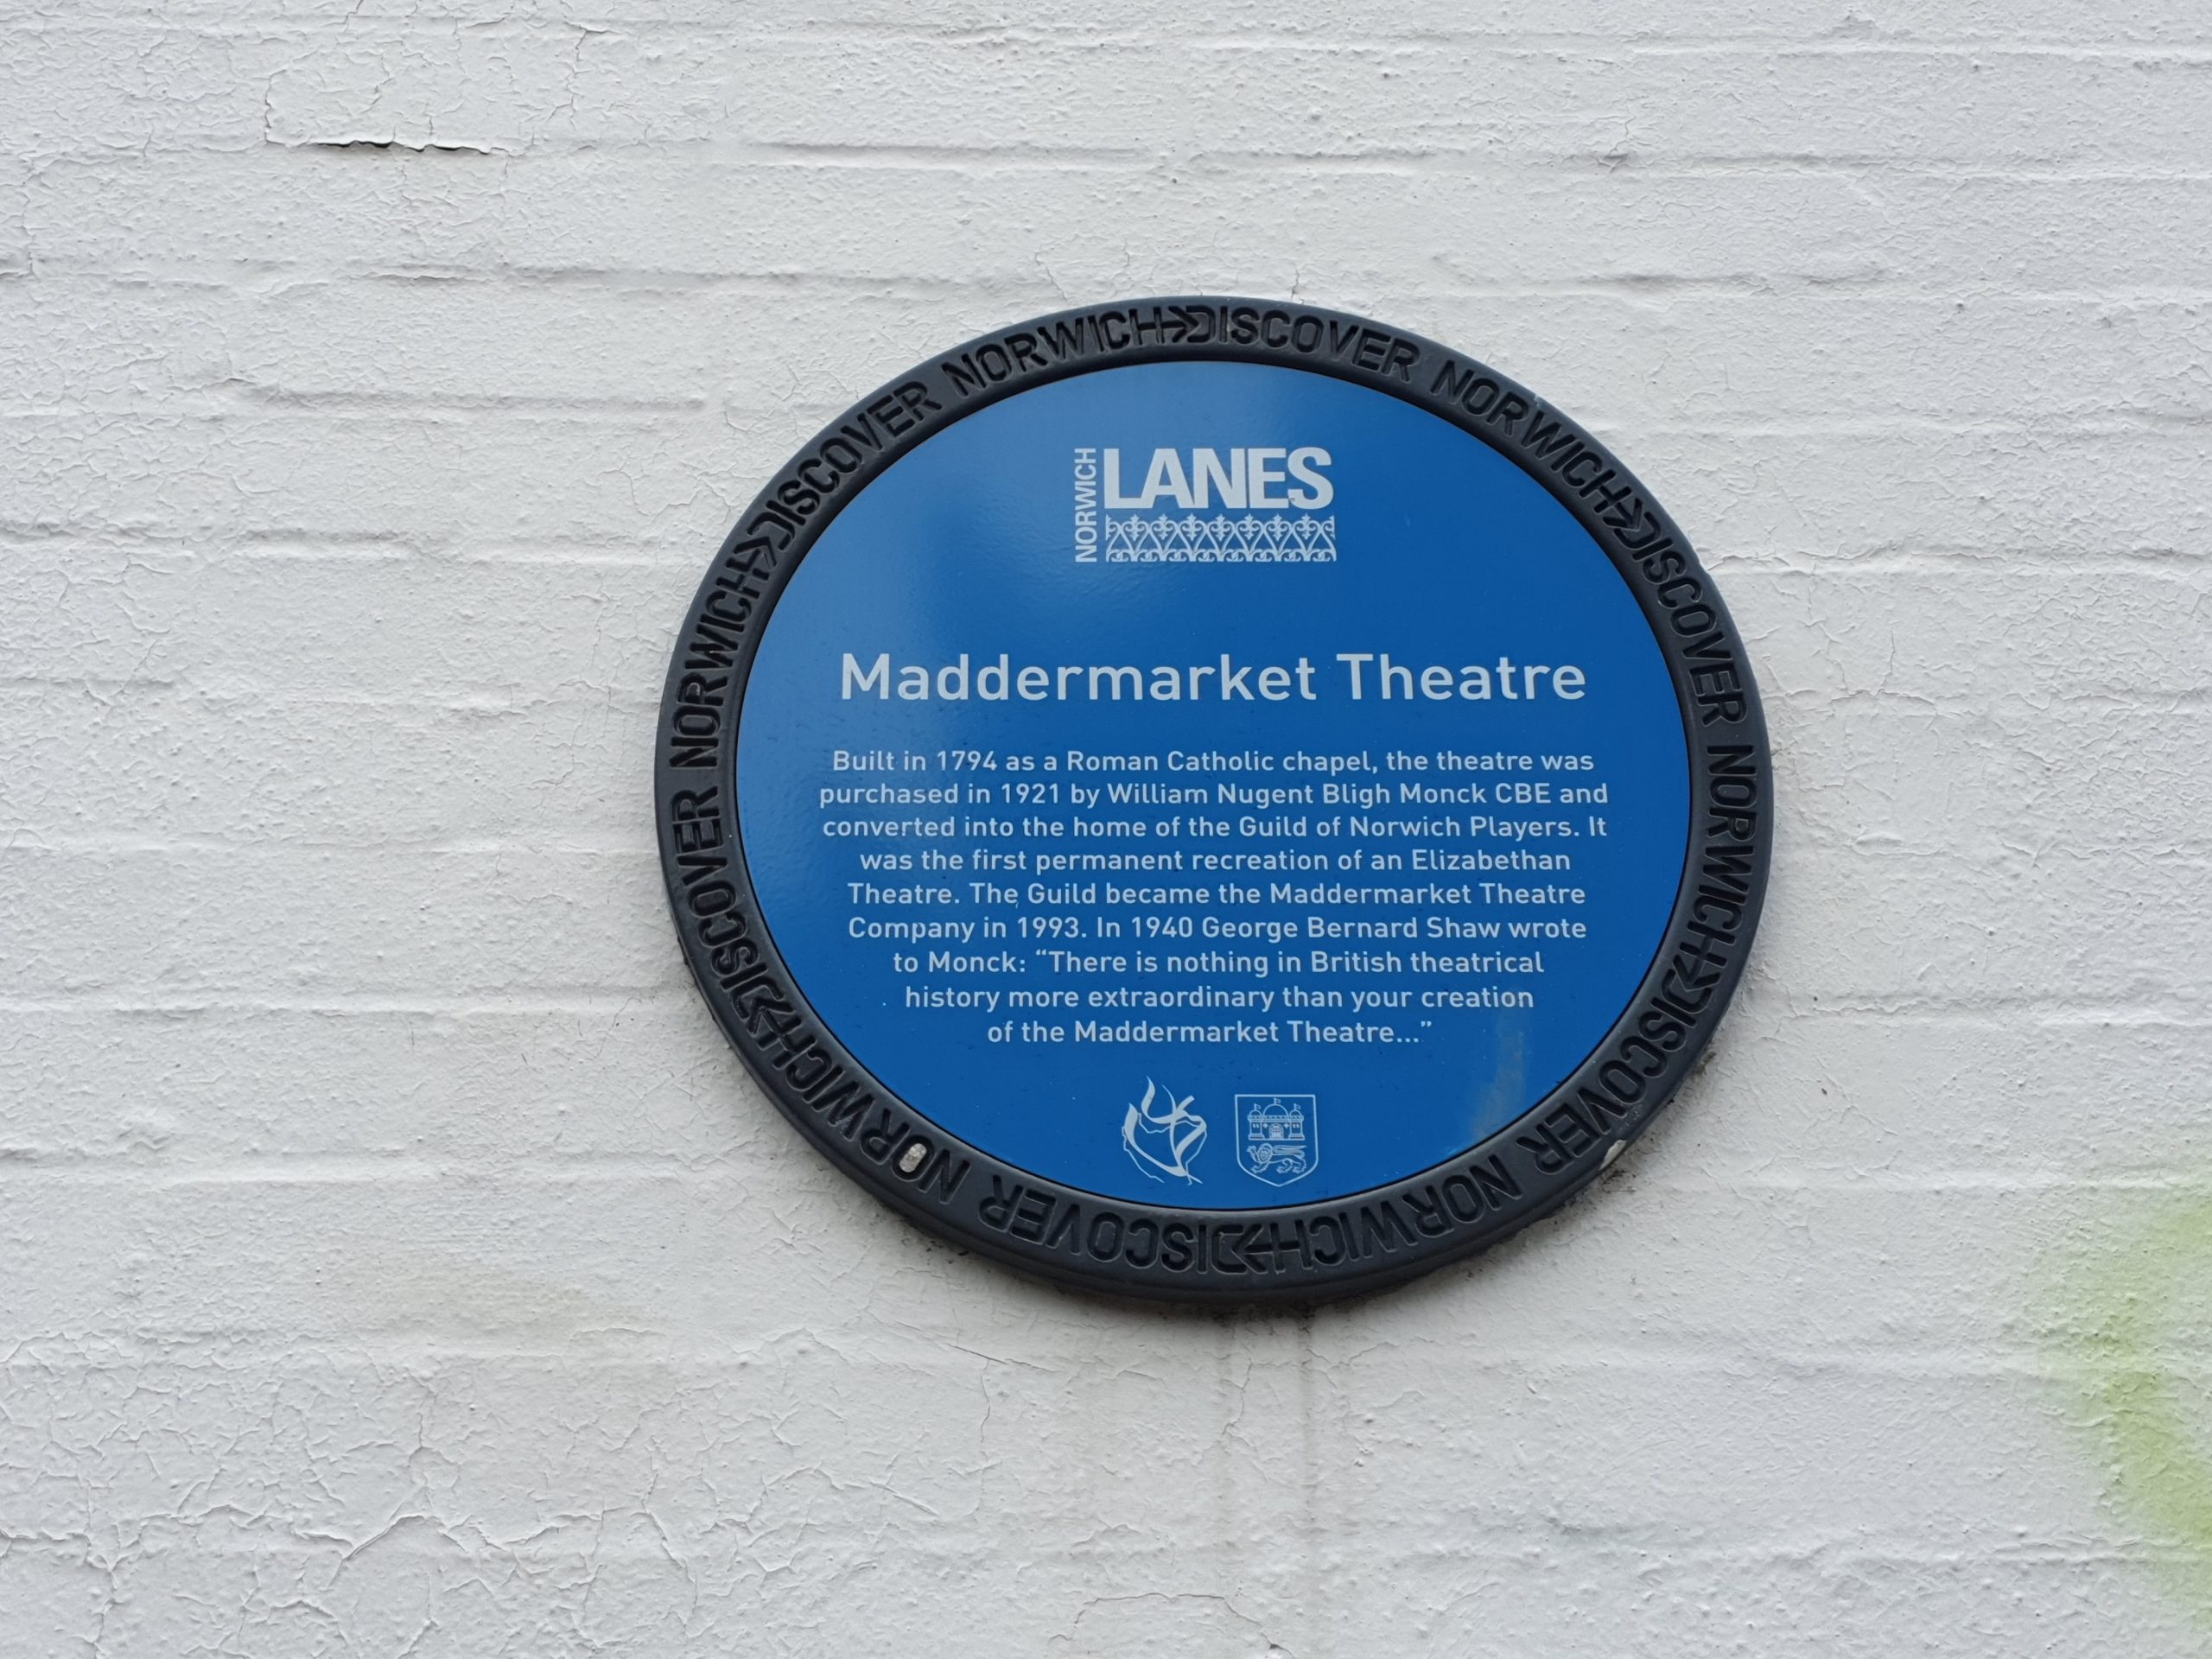 DISCOVER NORWICH DISCOVER NORWICH DISCOVER NORWICH DISCOVER NORWICH DISCOVER NORWICH DISCOVER NORWICH
NORWICH
LANES
Maddermarket Theatre
Built in 1794 as a Roman Catholic chapel, the theatre was
purchased in 1921 by William Nugent Bligh Monck CBE and
converted into the home of the Guild of Norwich Players. It
was the first permanent recreation of an Elizabethan
Theatre. The Guild became the Maddermarket Theatre
Company in 1993. In 1940 George Bernard Shaw wrote
to Monck: “There is nothing in British theatrical
history more extraordinary than your creation
of the Maddermarket Theatre...”